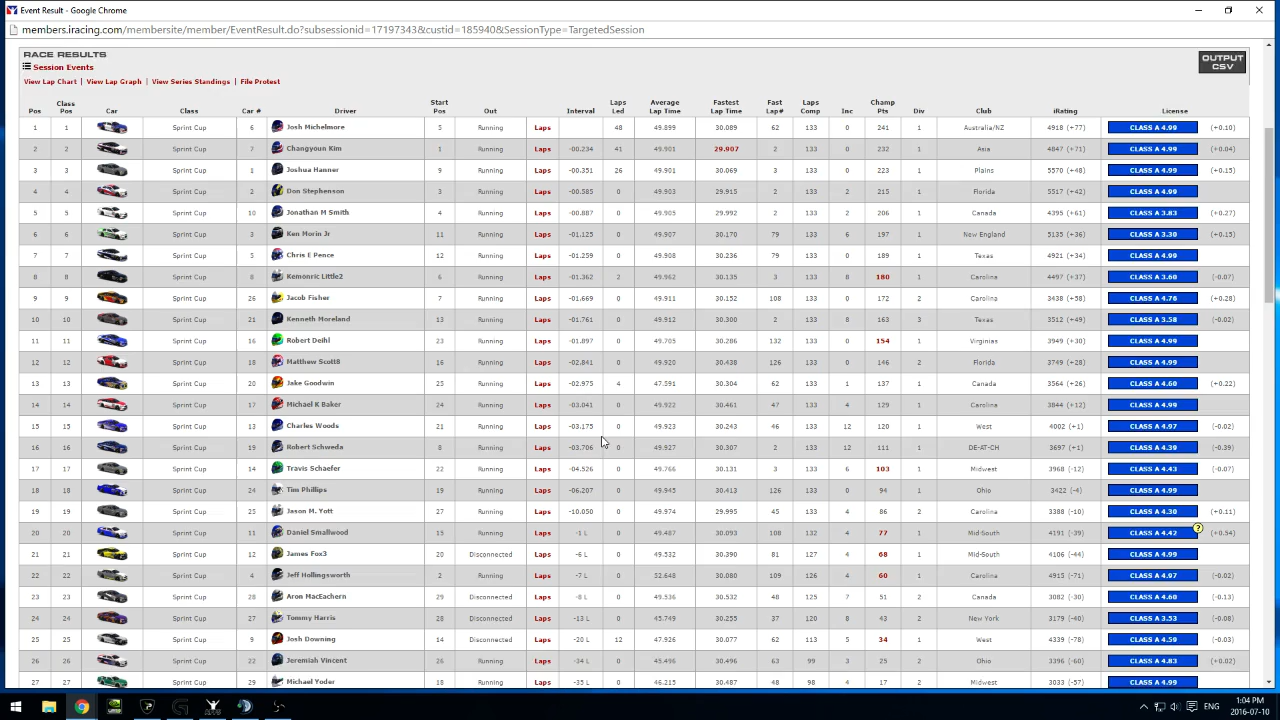 Event Result - Google Chrome
members.iracing.com/membersite/member/EventResult.do?subsessionid=17197343&custid=185940&SessionType=TargetedSession
RACE RESULTS
OUTPUT CSV
Session Events
View Lap Chart | View Lap Graph | View Series Standings | File Protest
Pos Class Pos Car Class Car # Driver Start Pos Out Interval Laps Led Average Lap Time Fastest Lap Time Fast Lap# Laps Comp Inc Champ Pts Div Club iRating License
1 1 Sprint Cup 6 Josh Michelmore 5 Running Laps 48 49.899 30.089 62 133 0 241 1 Australia/NZ 4918 (+77) CLASS A 4.99 (+0.10)
2 2 Sprint Cup 7 Changyoun Kim 1 Running Laps -00.234 41 49.901 29.907 2 133 0 232 1 Asia 4847 (+71) CLASS A 4.99 (+0.04)
3 3 Sprint Cup 1 Joshua Hanner 9 Running Laps -00.351 26 49.901 30.069 3 133 0 223 1 Plains 5570 (+48) CLASS A 4.99 (+0.15)
4 4 Sprint Cup 2 Don Stephenson 3 Running Laps -00.585 0 49.903 29.915 2 133 2 215 1 Florida 5517 (+42) CLASS A 4.99
5 5 Sprint Cup 10 Jonathan M Smith 4 Running Laps -00.887 0 49.905 29.992 2 133 2 206 1 Canada 4395 (+61) CLASS A 3.83 (+0.27)
6 6 Sprint Cup 3 Ken Morin Jr 11 Running Laps -01.125 0 49.907 30.170 79 133 6 197 1 New England 5135 (+36) CLASS A 3.30 (+0.15)
7 7 Sprint Cup 5 Chris E Pence 12 Running Laps -01.259 0 49.908 30.236 79 133 4 189 1 Texas 4921 (+34) CLASS A 4.99
8 8 Sprint Cup 8 Kemonric Little2 6 Running Laps -01.362 2 49.962 30.135 3 133 8 180 1 Carolina 4497 (+37) CLASS A 3.60 (-0.07)
9 9 Sprint Cup 26 Jacob Fisher 7 Running Laps -01.669 0 49.911 30.152 108 133 0 172 2 Carolina 3438 (+58) CLASS A 4.76 (+0.28)
10 10 Sprint Cup 21 Kenneth Moreland 13 Running Laps -01.761 0 49.912 30.300 2 133 8 163 3 Texas 3512 (+49) CLASS A 3.58 (-0.02)
11 11 Sprint Cup 16 Robert Deihl 23 Running Laps -01.897 0 49.705 30.286 132 133 0 154 1 Virginias 3949 (+30) CLASS A 4.99
12 12 Sprint Cup 18 Matthew Scott8 16 Running Laps -02.841 0 49.920 30.438 126 133 0 146 2 Florida 3749 (+28) CLASS A 4.99
13 13 Sprint Cup 20 Jake Goodwin 25 Running Laps -02.975 4 47.591 30.304 62 133 1 137 1 Canada 3564 (+26) CLASS A 4.60 (+0.22)
14 14 Sprint Cup 17 Michael K Baker 24 Running Laps -03.041 0 49.922 30.461 47 133 4 129 1 Carolina 3844 (+12) CLASS A 4.99
15 15 Sprint Cup 13 Charles Woods 21 Running Laps -03.175 0 49.923 30.243 46 133 12 120 1 West 4002 (+1) CLASS A 4.97 (-0.02)
16 16 Sprint Cup 19 Robert Schweda 8 Running Laps -03.706 0 49.927 30.307 2 133 12 111 1 DE-AT-CH 3697 (+1) CLASS A 4.39 (-0.39)
17 17 Sprint Cup 14 Travis Schaefer 22 Running Laps -04.526 0 49.766 30.131 3 133 6 103 1 Midwest 3968 (-12) CLASS A 4.43 (-0.07)
18 18 Sprint Cup 24 Tim Phillips 19 Running Laps -06.207 0 49.945 30.413 126 133 4 94 1 Ohio 3422 (-4) CLASS A 4.99
19 19 Sprint Cup 25 Jason M. Yott 27 Running Laps -10.050 0 49.974 29.995 45 133 4 86 2 Carolina 3388 (-10) CLASS A 4.30 (+0.11)
20 20 Sprint Cup 11 Daniel Smallwood 15 Running Laps -1 L 0 49.487 30.093 108 132 4 77 1 Mid-South 4191 (-39) CLASS A 4.42 ? (+0.54)
21 21 Sprint Cup 12 James Fox3 20 Disconnected Laps -6 L 0 49.532 30.390 81 127 4 68 1 Mid-South 4106 (-44) CLASS A 4.99
22 22 Sprint Cup 4 Jeff Hollingsworth 2 Running Laps -7 L 0 52.648 30.080 109 126 4 60 1 Carolina 4915 (-71) CLASS A 4.97 (-0.02)
23 23 Sprint Cup 28 Aron MacEachern 29 Disconnected Laps -8 L 0 49.536 30.532 48 125 7 51 2 Canada 3082 (-30) CLASS A 4.60 (-0.13)
24 24 Sprint Cup 27 Tommy Harris 28 Disconnected Laps -13 L 0 45.749 30.255 37 120 8 43 2 New York 3179 (-40) CLASS A 3.53 (-0.08)
25 25 Sprint Cup 9 Josh Downing 14 Disconnected Laps -20 L 12 47.926 30.077 62 113 5 34 1 West 4339 (-78) CLASS A 4.59 (-0.03)
26 26 Sprint Cup 22 Jeremiah Vincent 26 Running Laps -34 L 0 45.496 30.496 63 99 3 25 2 Ohio 3396 (-60) CLASS A 4.83 (+0.02)
27 27 Sprint Cup 29 Michael Yoder 18 Running Laps -35 L 0 46.215 30.487 48 98 4 17 2 Midwest 3033 (-57) CLASS A 4.99
ENG
1:04 PM
2016-07-10